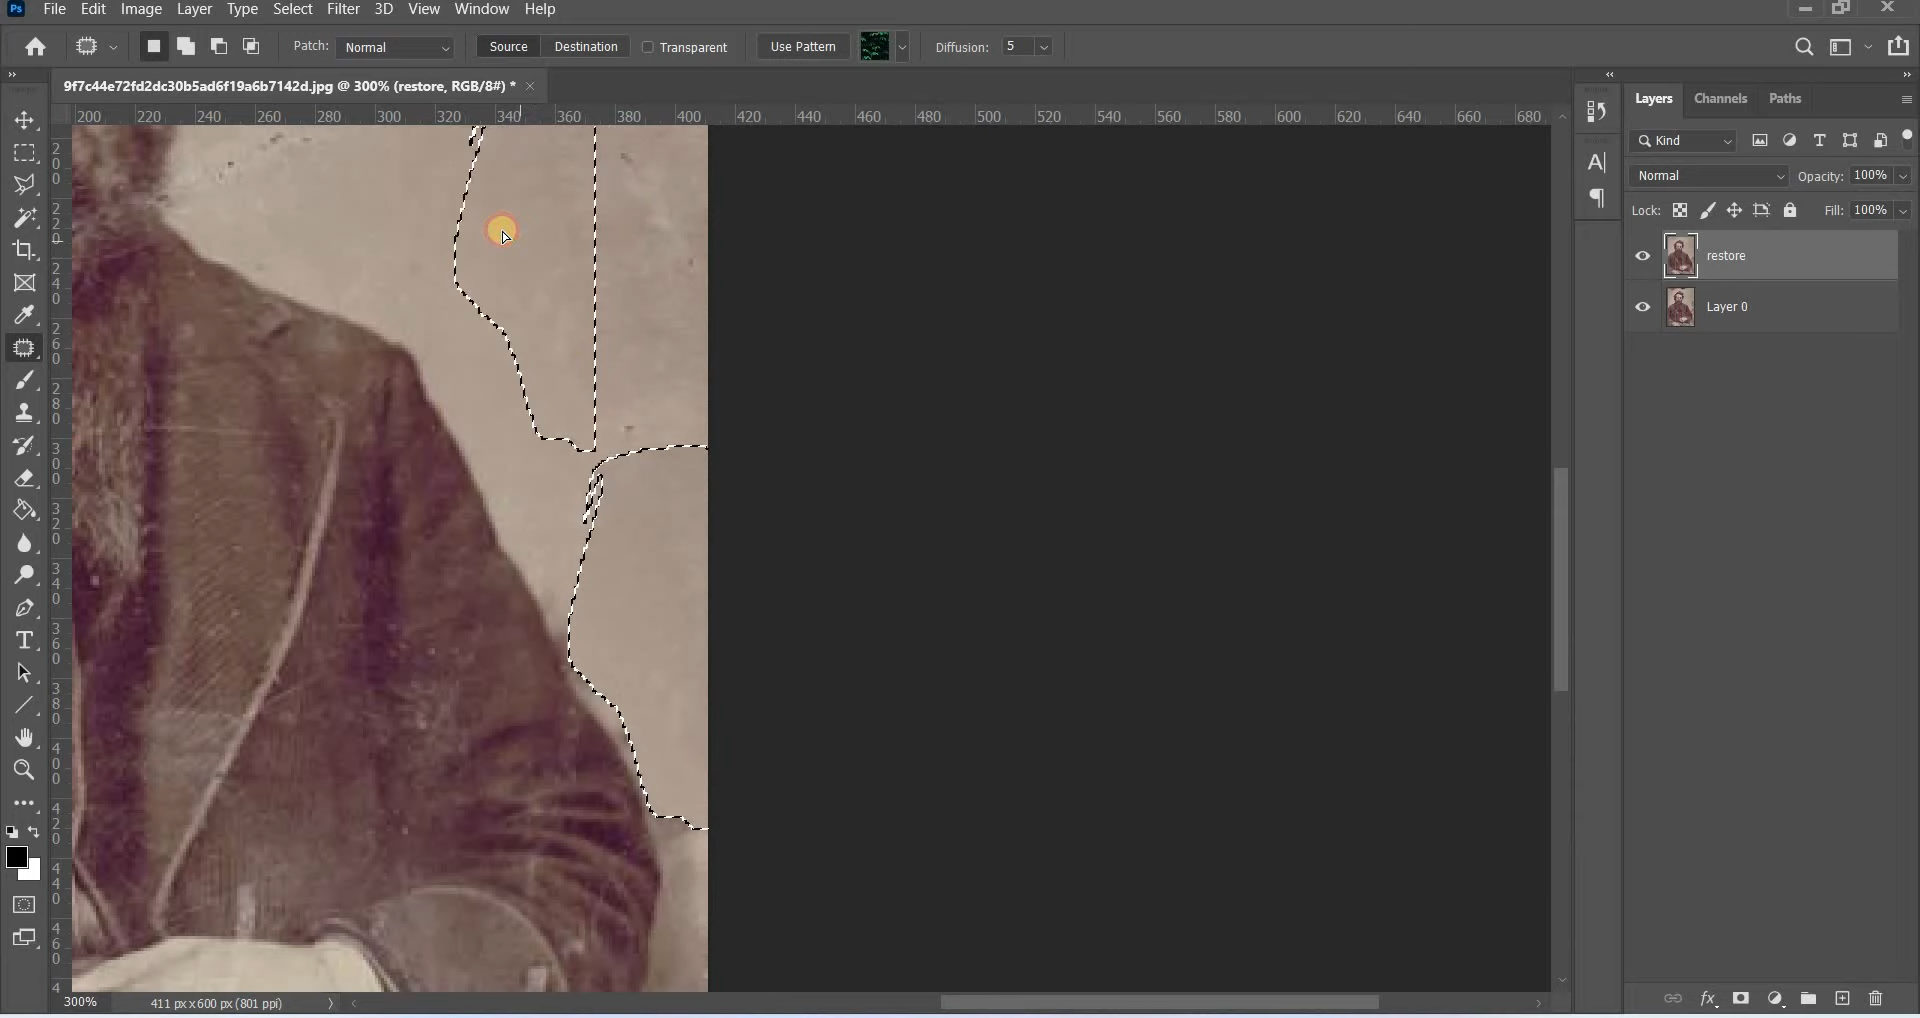 Ps File Edit Image Layer Type Select Filter 3D View Window Help
Patch: Normal Source Destination Transparent Use Pattern Diffusion: 5
9f7c44e72fd2dc30b5ad6f19a6b7142d.jpg @ 300% (restore, RGB/8#) *
200 220 240 260 280 300 320 340 360 380 400 420 440 460 480 500 520 540 560 580 600 620 640 660 680
200
220
240
260
280
300
320
340
360
380
400
420
440
460
4
Layers Channels Paths
Kind
Normal Opacity: 100%
Lock: Fill: 100%
restore
Layer 0
300% 411 px x 600 px (801 ppi)